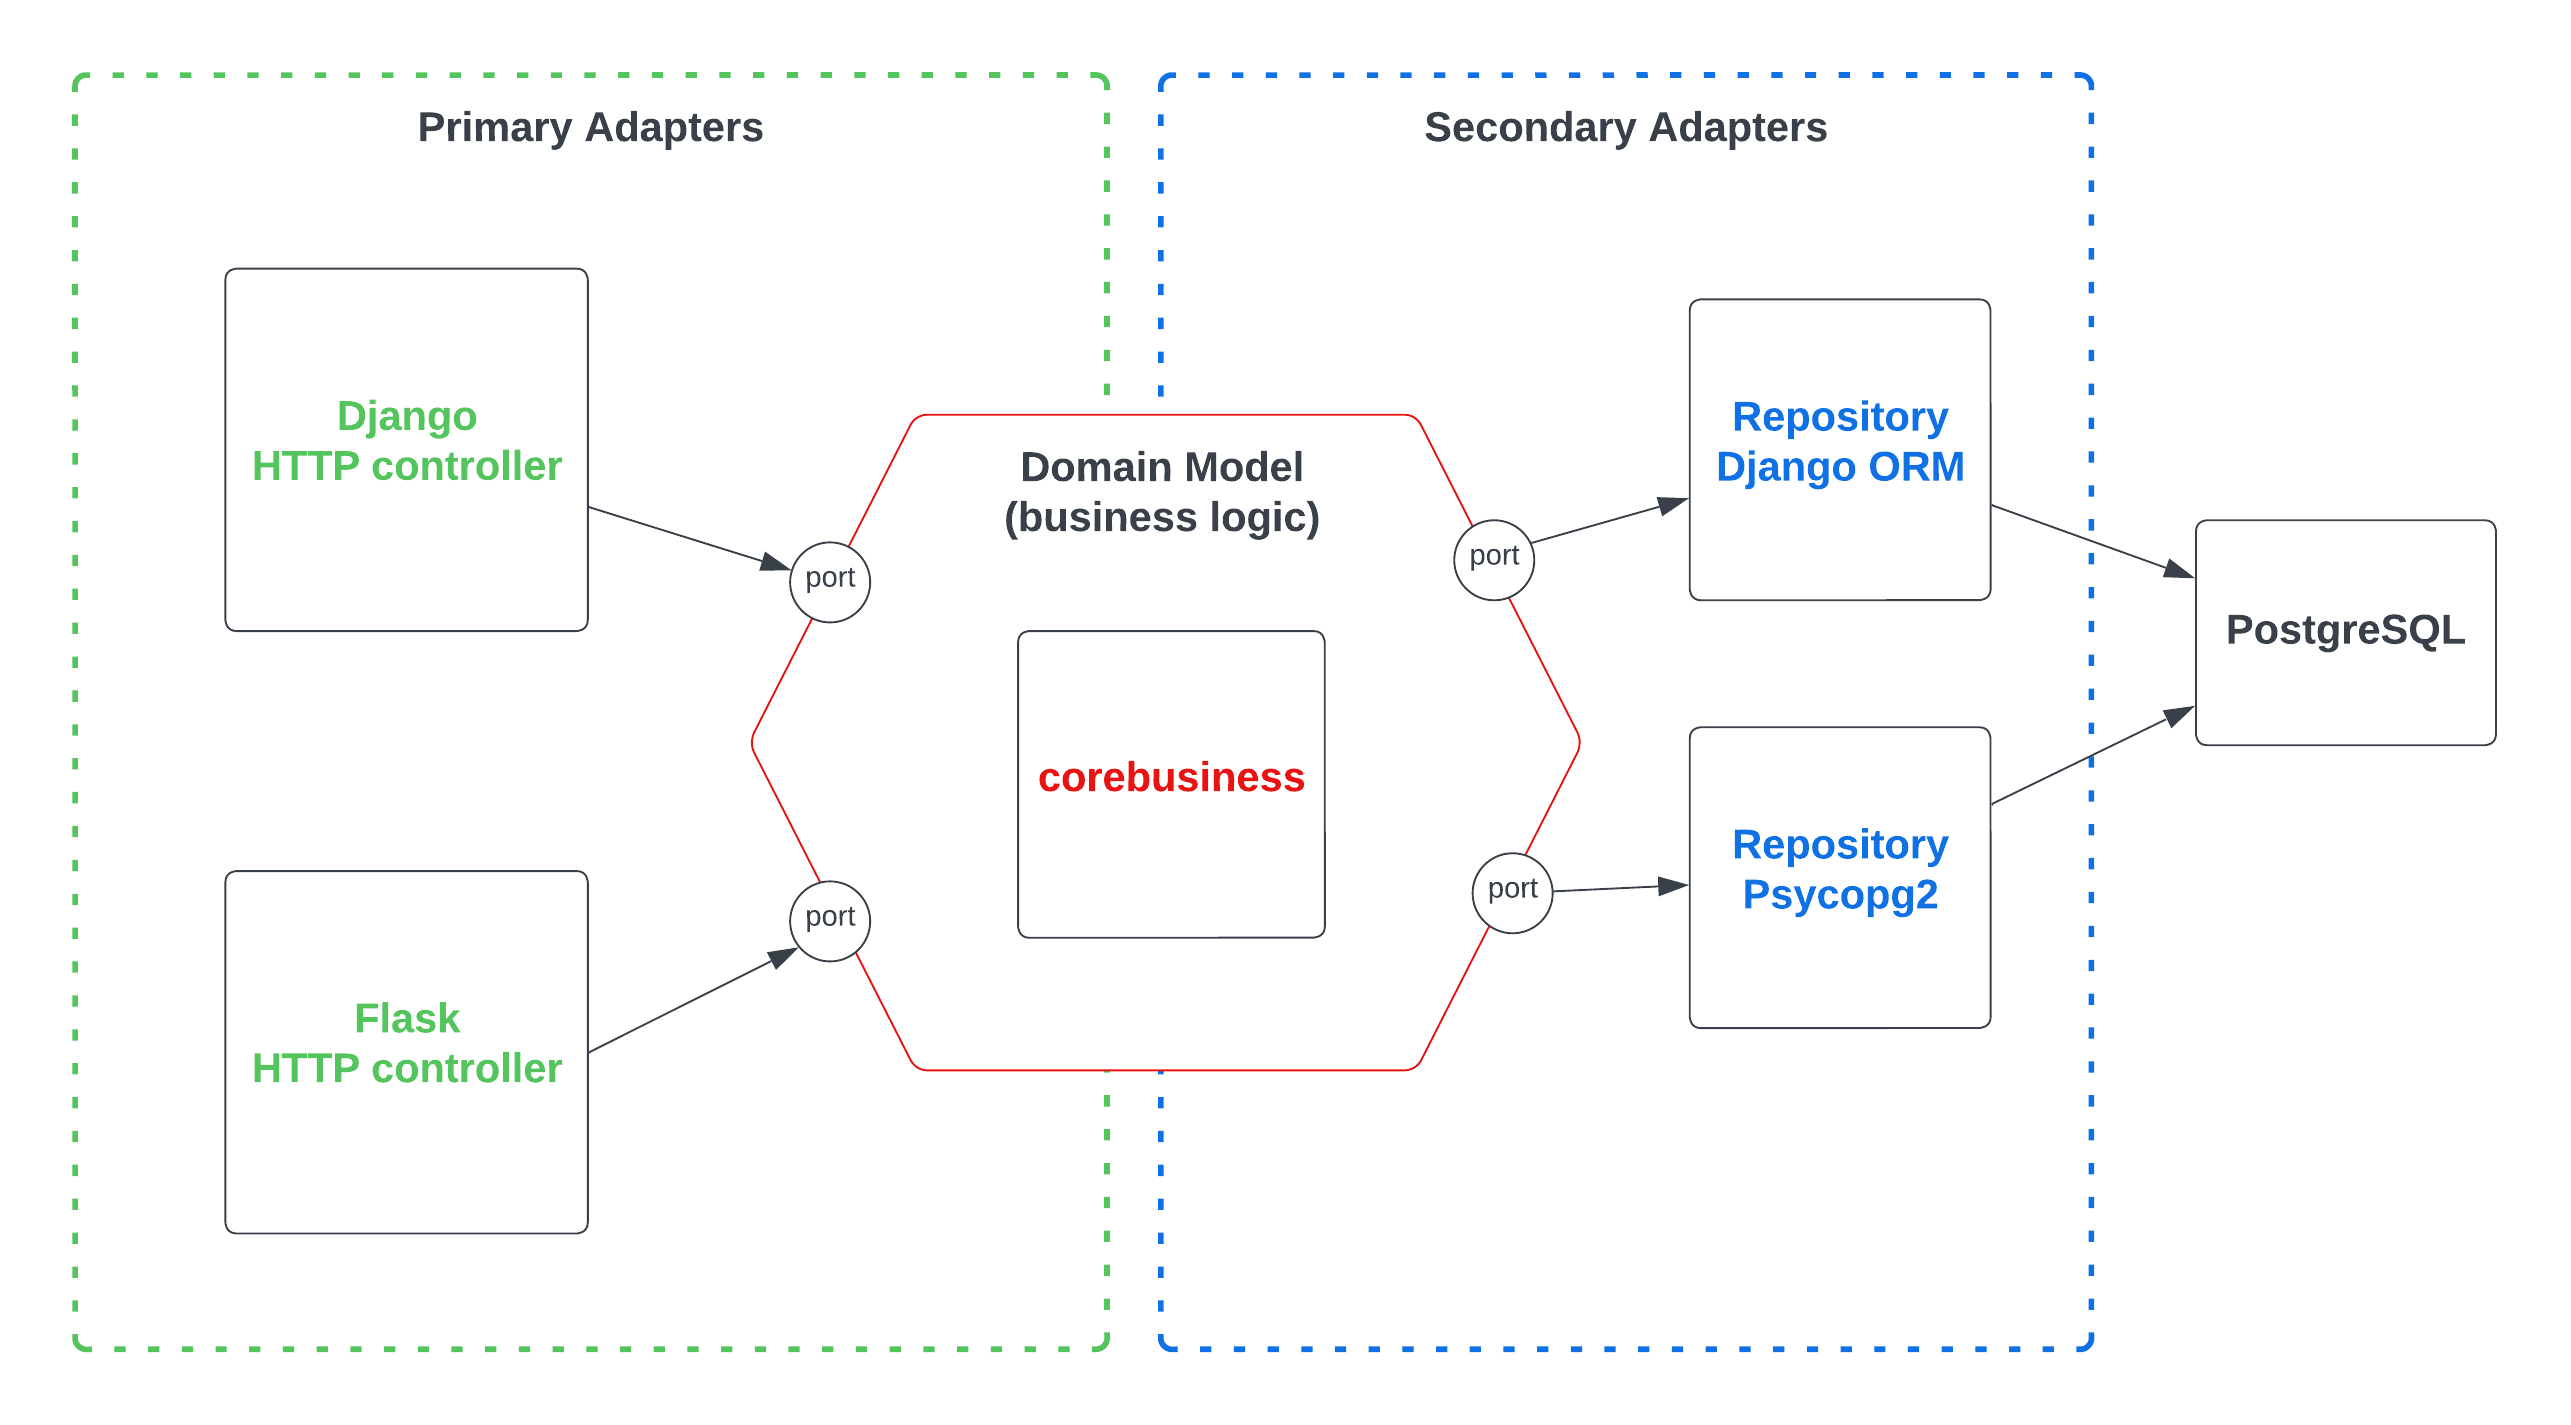 Primary Adapters
Secondary Adapters
Django
HTTP controller
Flask
HTTP controller
port
port
Domain Model
(business logic)
corebusiness
port
port
Repository
Django ORM
Repository
Psycopg2
PostgreSQL